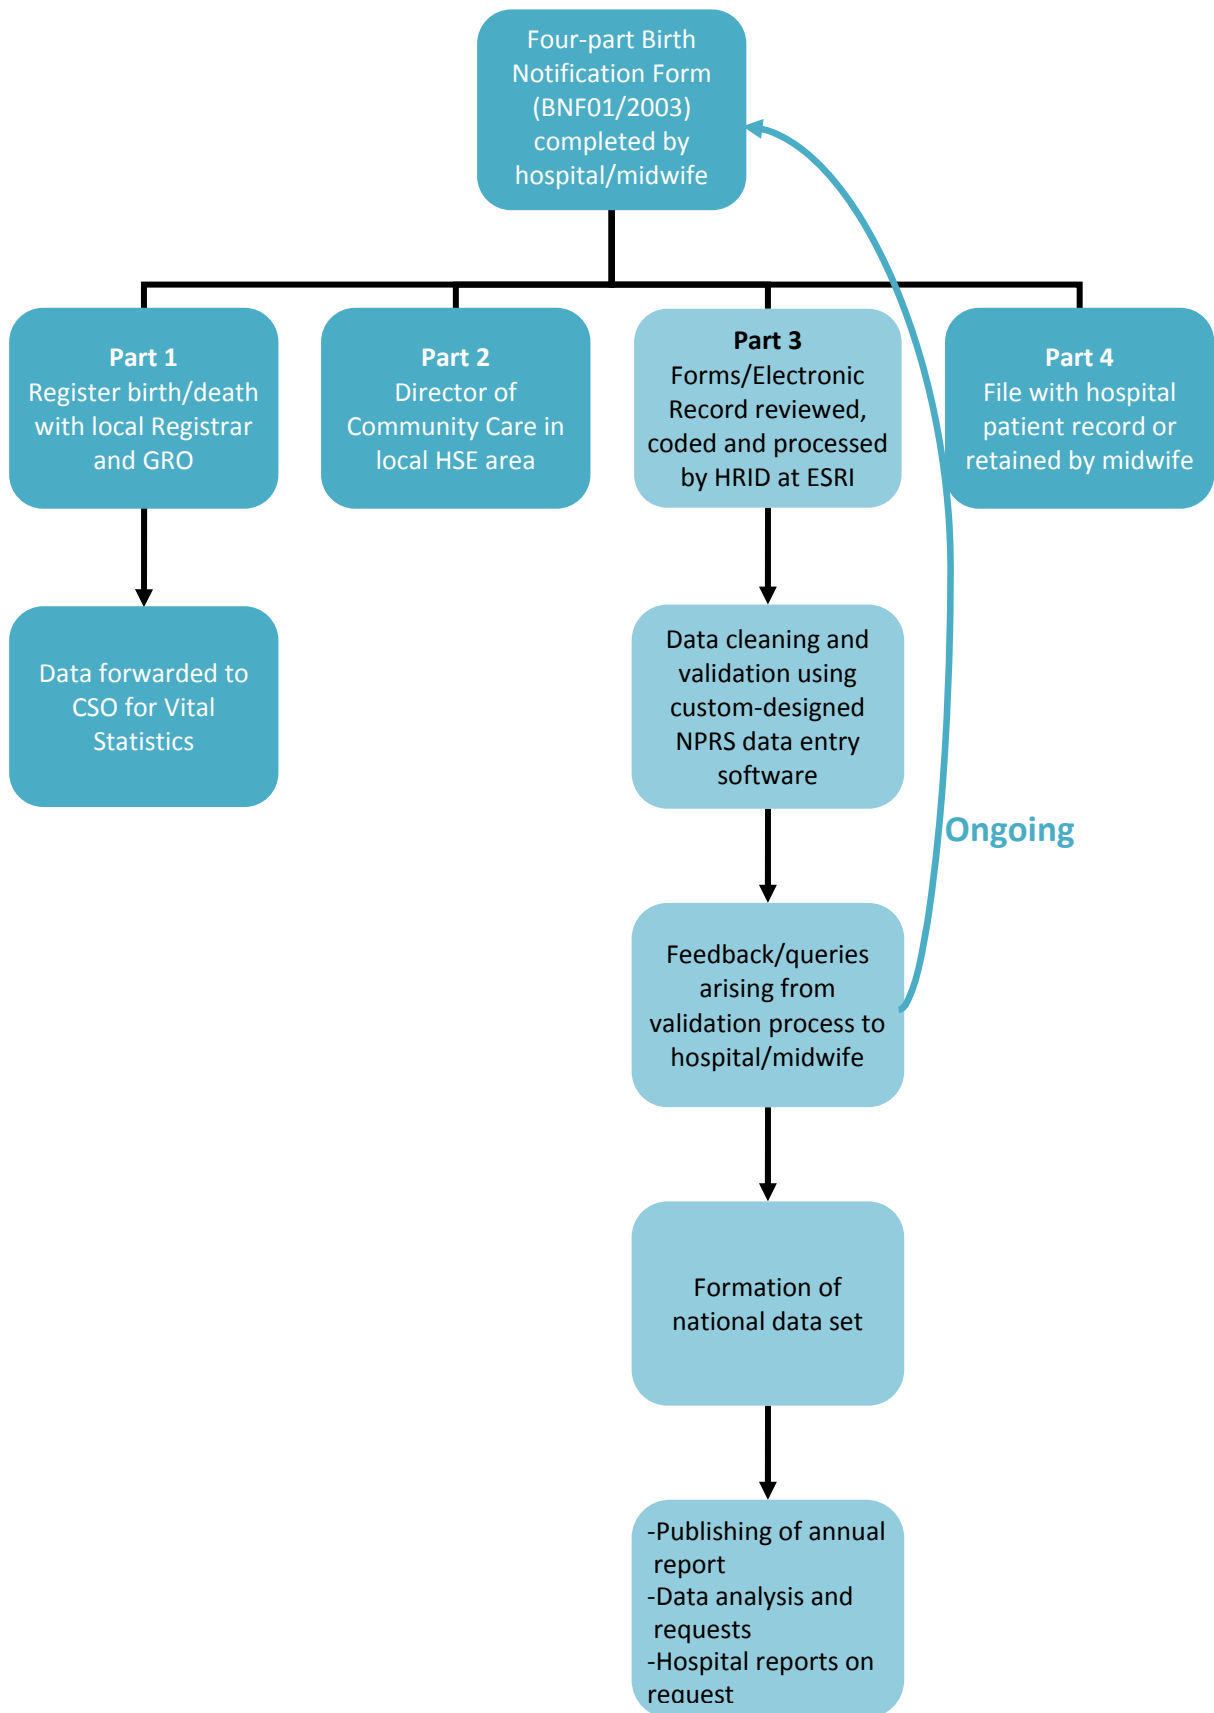 Four-part Birth
Notification Form
(BNF01/2003)
completed by
hospital/midwife
Part 1
Register birth/death
with local Registrar
and GRO
Part 2
Director of
Community Care in
local HSE area
Part 3
Forms/Electronic
Record reviewed,
coded and processed
by HRID at ESRI
Part 4
File with hospital
patient record or
retained by midwife
Data forwarded to
CSO for Vital
Statistics
Data cleaning and
validation using
custom-designed
NPRS data entry
software
Ongoing
Feedback/queries
arising from
validation process to
hospital/midwife
Formation of
national data set
-Publishing of annual
report
-Data analysis and
requests
-Hospital reports on
request